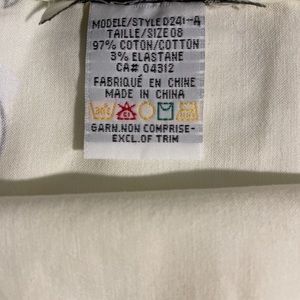 MODELE/STYLE D241-A
TAILLE/SIZE 08
97% COTON/COTTON
3% ELASTANE
CA# 04312
FABRIQUÉ EN CHINE
MADE IN CHINA
GARN.NON COMPRISE-
EXCL.OF TRIM